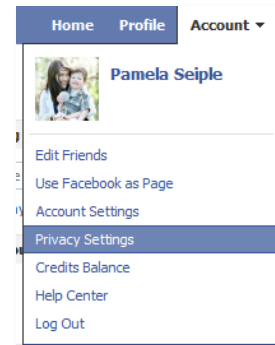 Home Profile Account
Pamela Seiple
Edit Friends
Use Facebook as Page
Account Settings
Privacy Settings
Credits Balance
Help Center
Log Out